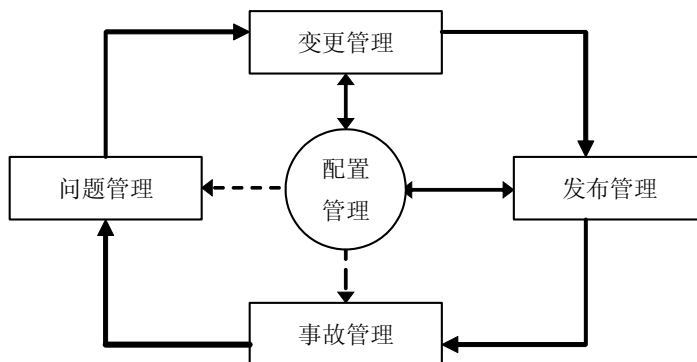 变更管理
问题管理
配置
管理
发布管理
事故管理